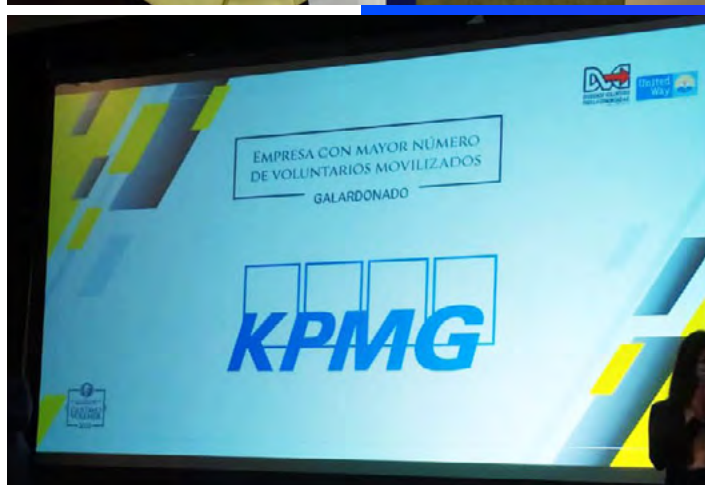 EMPRESA CON MAYOR NÚMERO
DE VOLUNTARIOS MOVILIZADOS
GALARDONADO
KPMG
United
Way